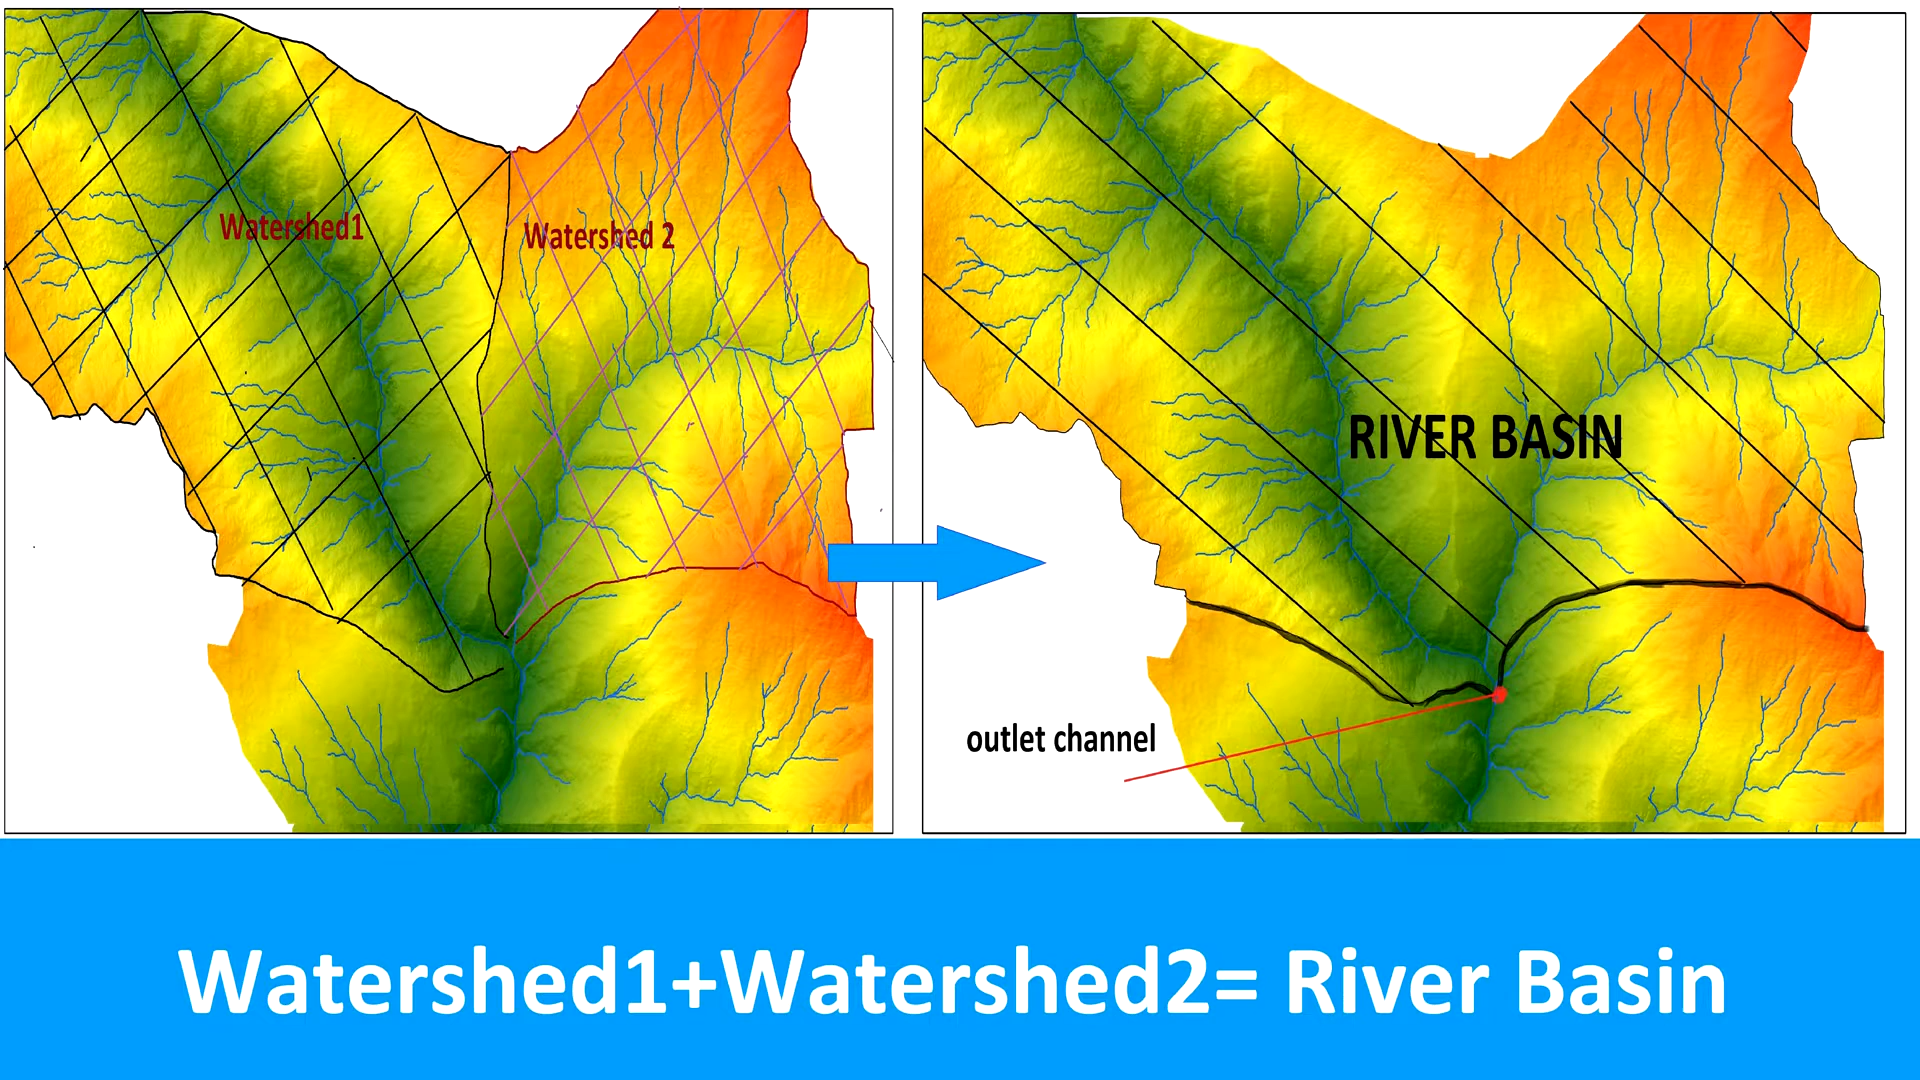 Watershed1
Watershed 2
RIVER BASIN
outlet channel
Watershed1+Watershed2= River Basin